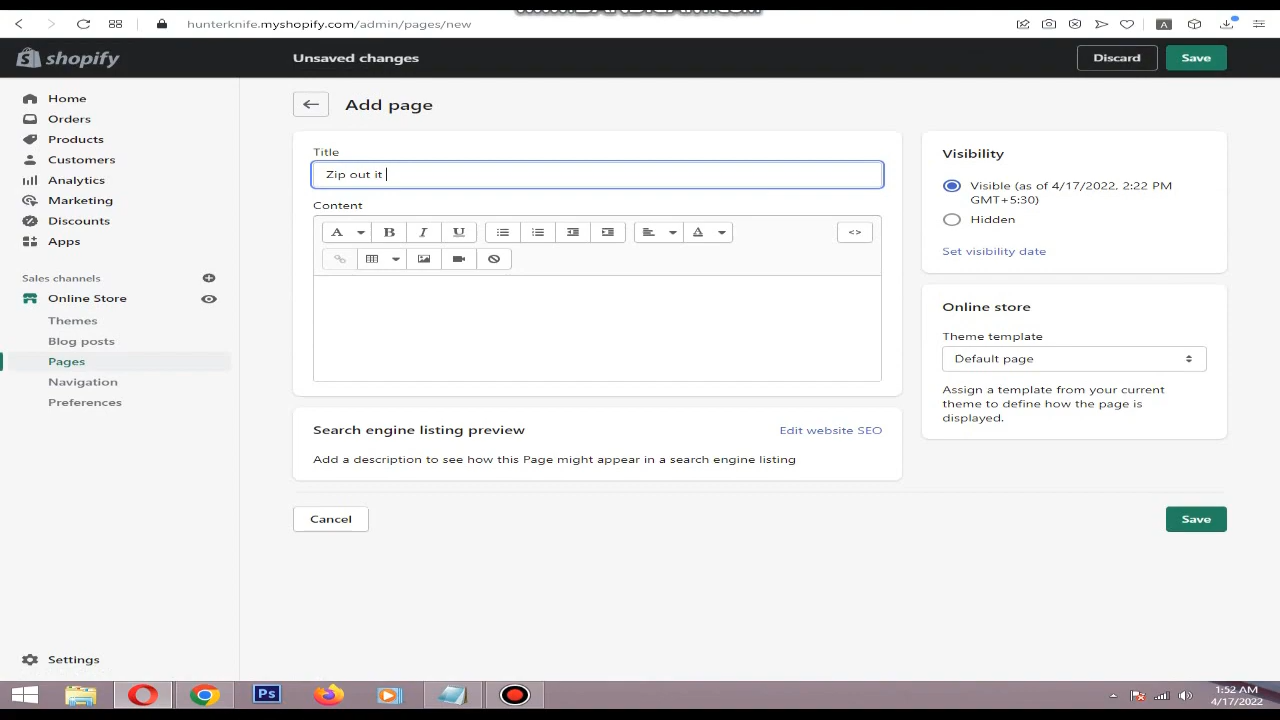 hunterknife.myshopify.com/admin/pages/new
A
shopify
Unsaved changes
Discard
Save
Home
Orders
Products
Customers
Analytics
Marketing
Discounts
Apps
Sales channels
Online Store
Themes
Blog posts
Pages
Navigation
Preferences
Settings
Add page
Title
Zip out it
Content
A
B
I
U
A
<>
Search engine listing preview
Edit website SEO
Add a description to see how this Page might appear in a search engine listing
Cancel
Save
Visibility
Visible (as of 4/17/2022, 2:22 PM
GMT+5:30)
Hidden
Set visibility date
Online store
Theme template
Default page
Assign a template from your current
theme to define how the page is
displayed.
Ps
1:52 AM
4/17/2022